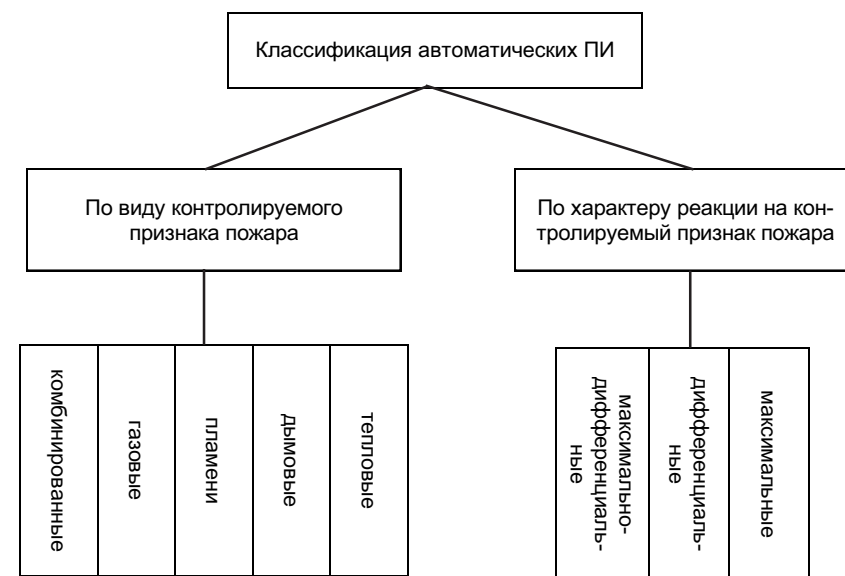 Классификация автоматических ПИ
По виду контролируемого
признака пожара
По характеру реакции на кон-
тролируемый признак пожара
комбинированные
газовые
пламени
дымовые
тепловые
максимально-
дифференциаль-
ные
дифференциаль-
ные
максимальные